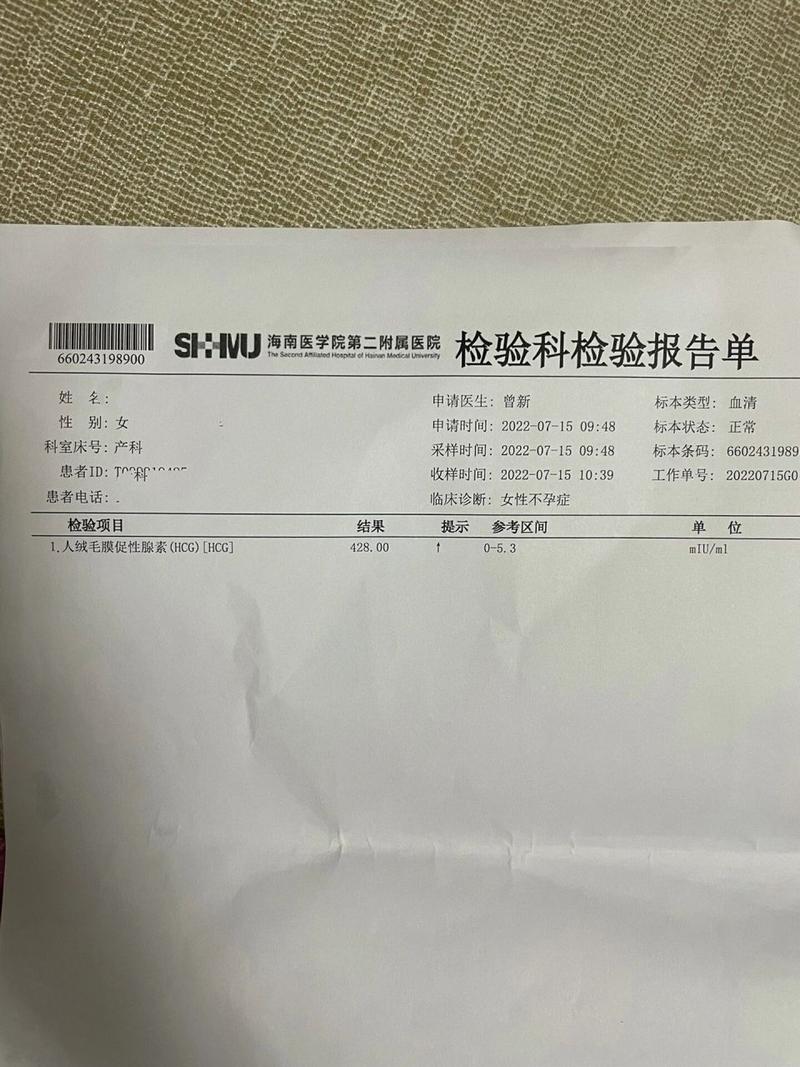 660243198900
SHMU 海南医学院第二附属医院
The Second Affiliated Hospital of Hainan Medical University
检验科检验报告单
姓 名: 申请医生: 曾新 标本类型: 血清
性 别: 女 申请时间: 2022-07-15 09:48 标本状态: 正常
科室床号: 产科 采样时间: 2022-07-15 09:48 标本条码: 6602431989
患者ID: 科 收样时间: 2022-07-15 10:39 工作单号: 20220715G0
患者电话: 临床诊断: 女性不孕症
检验项目 结果 提示 参考区间 单 位
1.人绒毛膜促性腺素(HCG)[HCG] 428.00 ↑ 0-5.3 mIU/ml